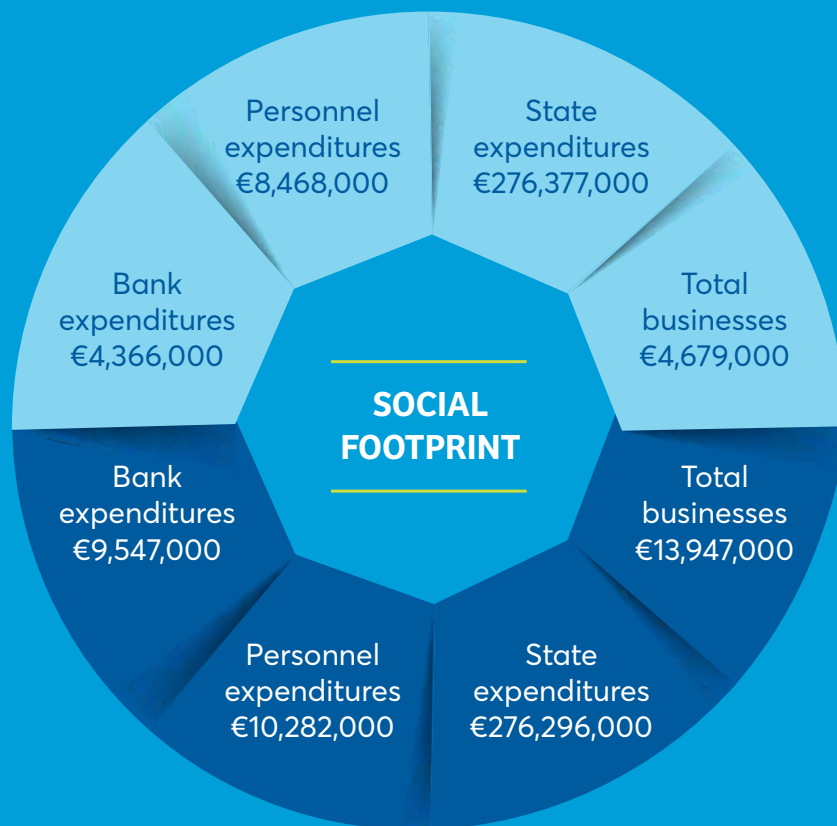 Personnel
expenditures
€8,468,000
State
expenditures
€276,377,000
Bank
expenditures
€4,366,000
Total
businesses
€4,679,000
SOCIAL
FOOTPRINT
Bank
expenditures
€9,547,000
Total
businesses
€13,947,000
Personnel
expenditures
€10,282,000
State
expenditures
€276,296,000